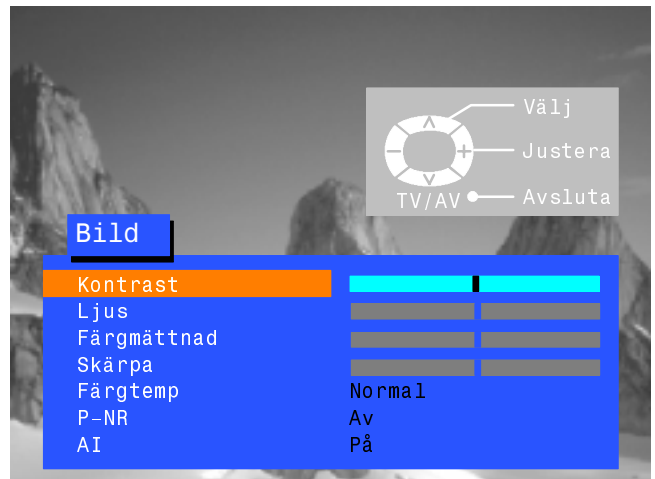 Välj
Justera
TV/AV Avsluta
Bild
Kontrast
Ljus
Färgmättnad
Skärpa
Färgtemp Normal
P-NR Av
AI På